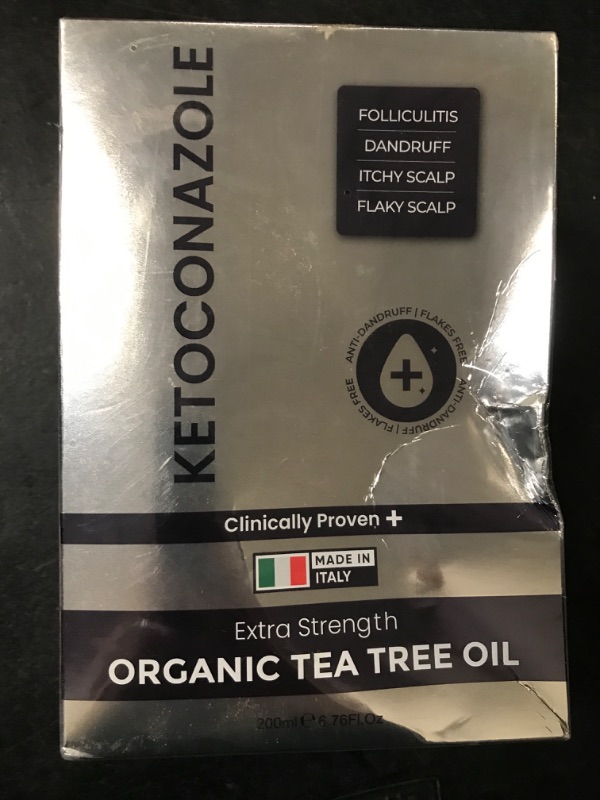 KETOCONAZOLE
FOLLICULITIS
DANDRUFF
ITCHY SCALP
FLAKY SCALP
ANTI-DANDRUFF | FLAKES FREE
ANTI-DANDRUFF | FLAKES FREE
Clinically Proven +
MADE IN
ITALY
Extra Strength
ORGANIC TEA TREE OIL
200ml ℮ 6.76Fl.Oz